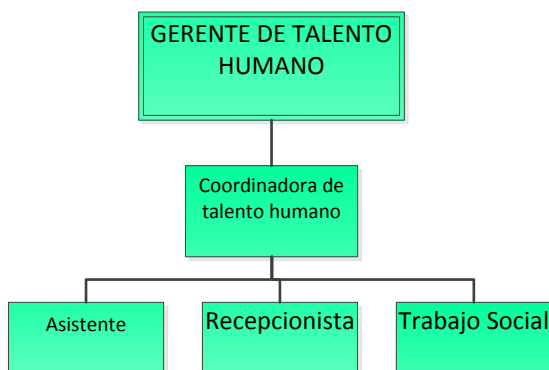 GERENTE DE TALENTO
HUMANO
Coordinadora de
talento humano
Asistente
Recepcionista
Trabajo Social